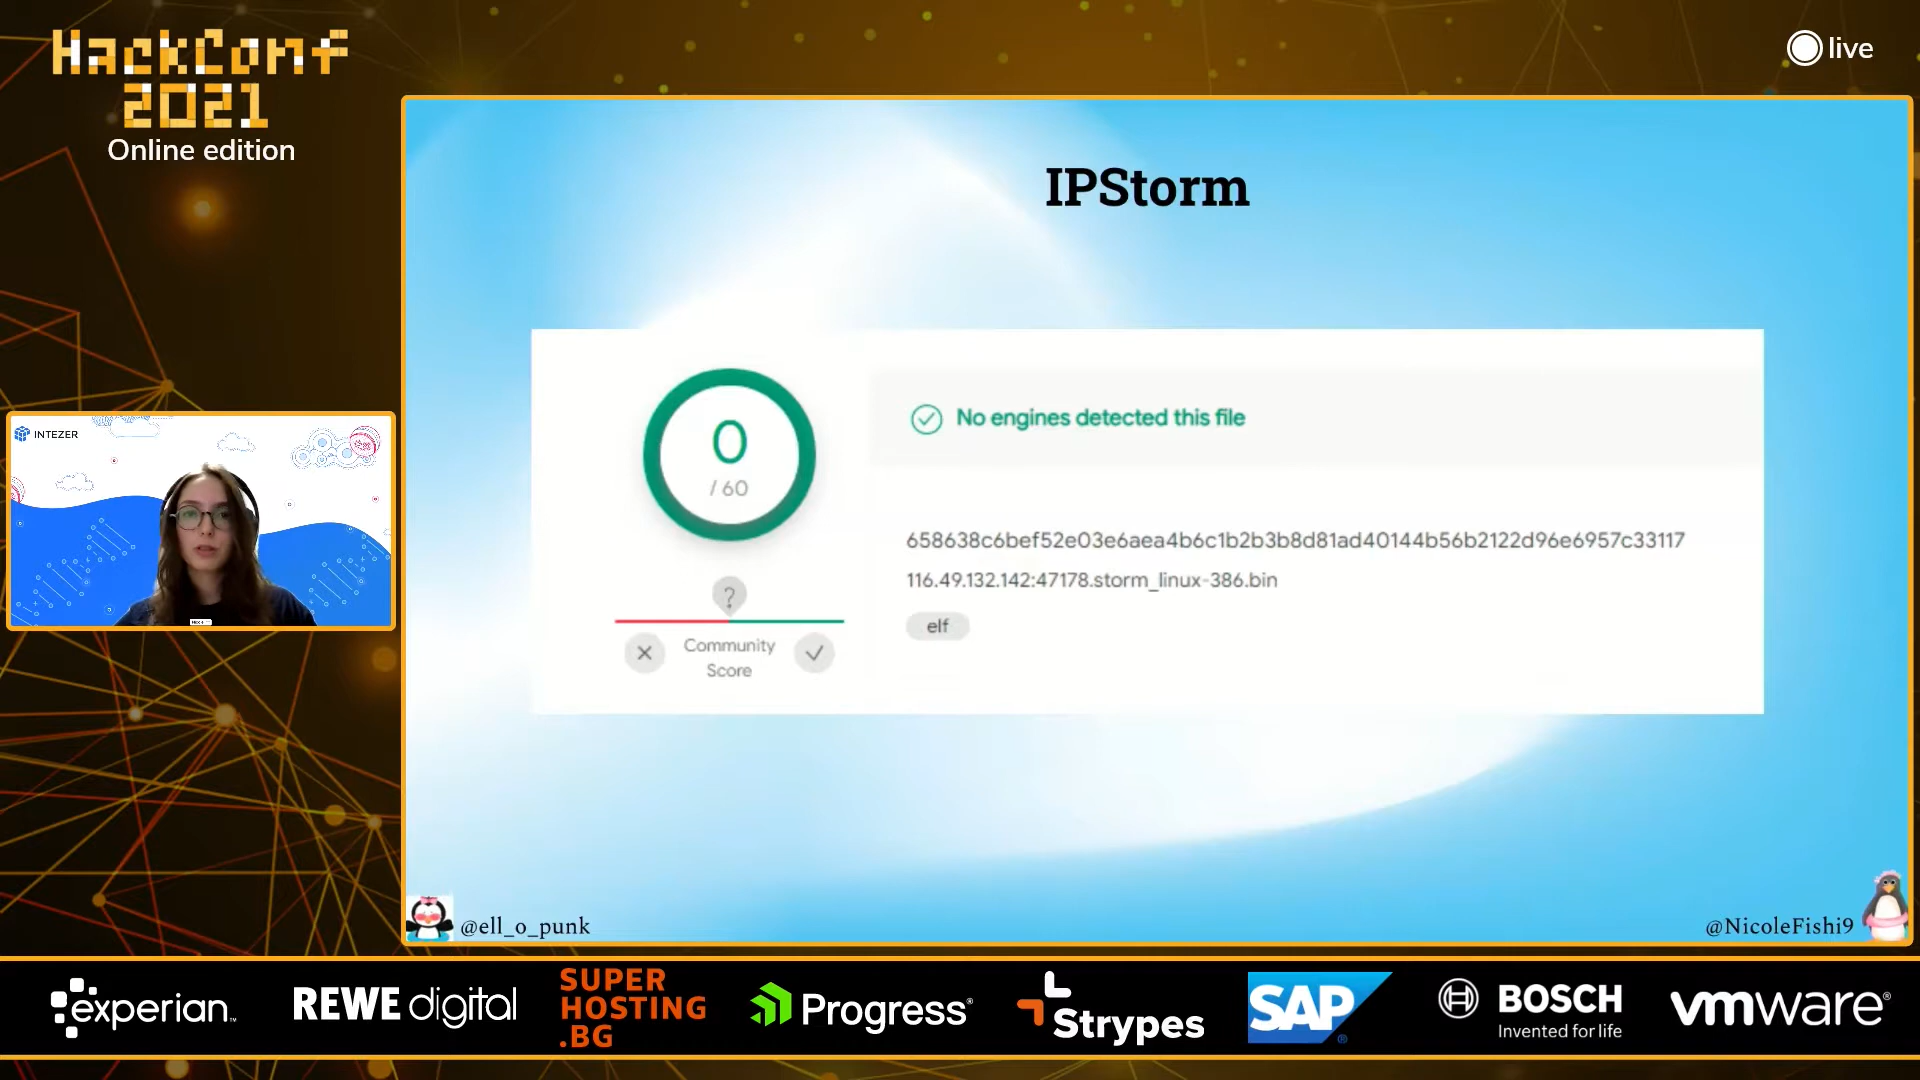 HackConf
2021
Online edition
live
IPStorm
0
/ 60
No engines detected this file
658638c6bef52e03e6aea4b6c1b2b3b8d81ad40144b56b2122d96e6957c33117
116.49.132.142:47178.storm_linux-386.bin
elf
?
Community
Score
INTEZER
@ell_o_punk
@NicoleFishi9
experian™
REWE digital
SUPER
HOSTING
.BG
Progress®
Strypes
SAP®
BOSCH
Invented for life
vmware®